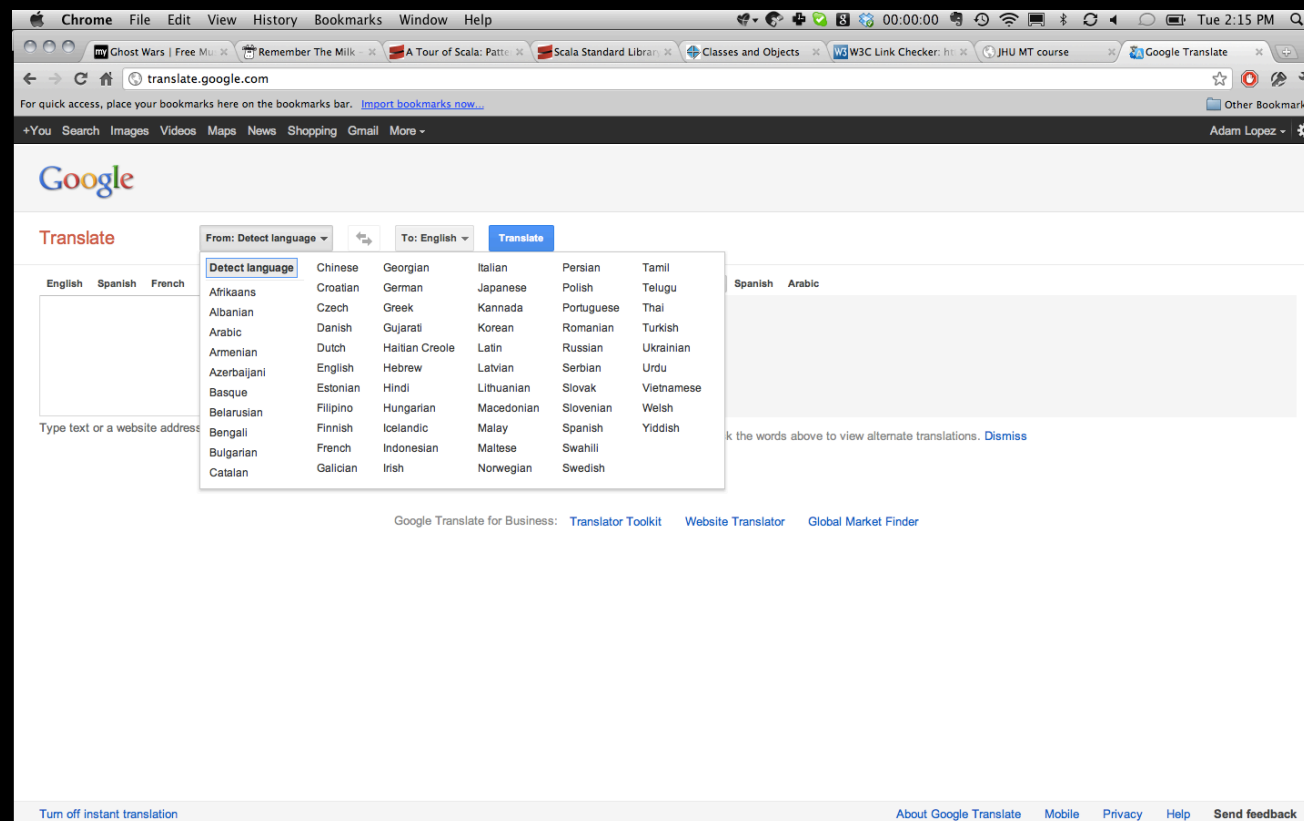 Chrome File Edit View History Bookmarks Window Help 00:00:00 Tue 2:15 PM
Ghost Wars | Free Mu Remember The Milk - A Tour of Scala: Patte Scala Standard Librar Classes and Objects W3C Link Checker: ht JHU MT course Google Translate
translate.google.com
For quick access, place your bookmarks here on the bookmarks bar. Import bookmarks now... Other Bookmark
+You Search Images Videos Maps News Shopping Gmail More Adam Lopez
Google
Translate From: Detect language To: English Translate
Detect language Chinese Georgian Italian Persian Tamil
English Spanish French Afrikaans Croatian German Japanese Polish Telugu Spanish Arabic
Albanian Czech Greek Kannada Portuguese Thai
Arabic Danish Gujarati Korean Romanian Turkish
Armenian Dutch Haitian Creole Latin Russian Ukrainian
Azerbaijani English Hebrew Latvian Serbian Urdu
Basque Estonian Hindi Lithuanian Slovak Vietnamese
Belarusian Filipino Hungarian Macedonian Slovenian Welsh
Type text or a website address Bengali Finnish Icelandic Malay Spanish Yiddish k the words above to view alternate translations. Dismiss
Bulgarian French Indonesian Maltese Swahili
Catalan Galician Irish Norwegian Swedish
Google Translate for Business: Translator Toolkit Website Translator Global Market Finder
Turn off instant translation About Google Translate Mobile Privacy Help Send feedback